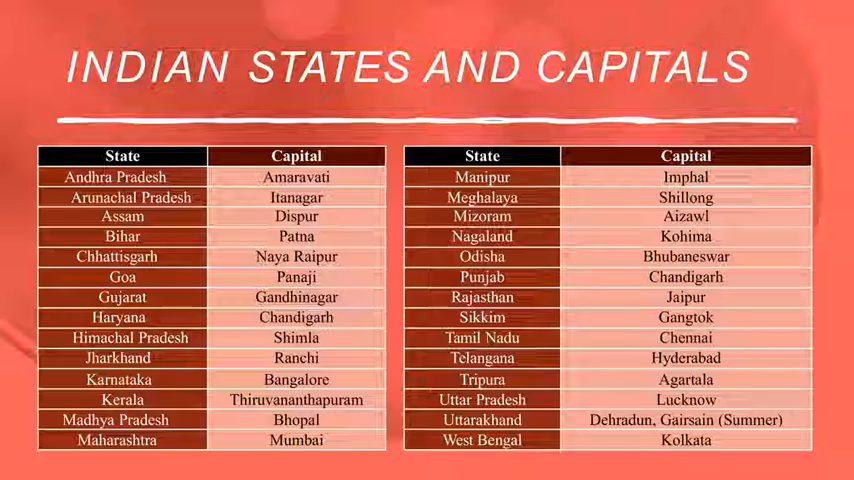 INDIAN STATES AND CAPITALS
State Capital
Andhra Pradesh Amaravati
Arunachal Pradesh Itanagar
Assam Dispur
Bihar Patna
Chhattisgarh Naya Raipur
Goa Panaji
Gujarat Gandhinagar
Haryana Chandigarh
Himachal Pradesh Shimla
Jharkhand Ranchi
Karnataka Bangalore
Kerala Thiruvananthapuram
Madhya Pradesh Bhopal
Maharashtra Mumbai
State Capital
Manipur Imphal
Meghalaya Shillong
Mizoram Aizawl
Nagaland Kohima
Odisha Bhubaneswar
Punjab Chandigarh
Rajasthan Jaipur
Sikkim Gangtok
Tamil Nadu Chennai
Telangana Hyderabad
Tripura Agartala
Uttar Pradesh Lucknow
Uttarakhand Dehradun, Gairsain (Summer)
West Bengal Kolkata